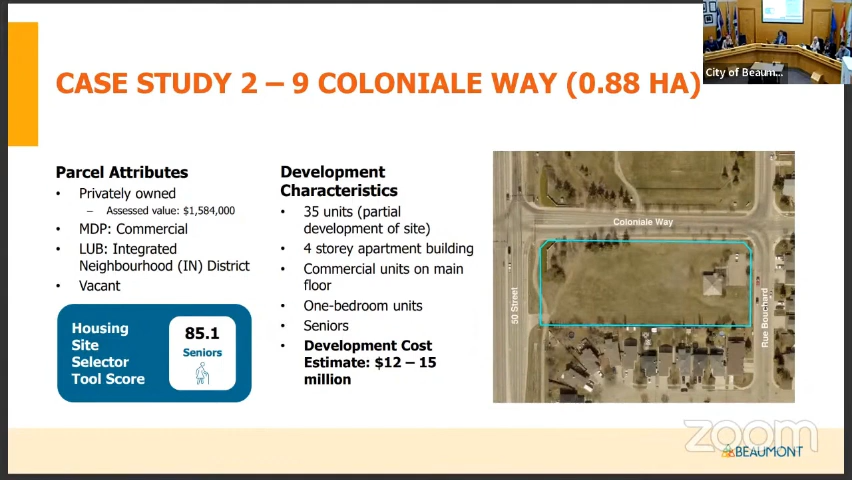 City of Beaum...
CASE STUDY 2 – 9 COLONIALE WAY (0.88 HA)
Parcel Attributes
• Privately owned
– Assessed value: $1,584,000
• MDP: Commercial
• LUB: Integrated
Neighbourhood (IN) District
• Vacant
Housing
Site
Selector
Tool Score
85.1
Seniors
Development
Characteristics
• 35 units (partial
development of site)
• 4 storey apartment building
• Commercial units on main
floor
• One-bedroom units
• Seniors
• Development Cost
Estimate: $12 – 15
million
Coloniale Way
50 Street
Rue Bouchard
zoom
BEAUMONT